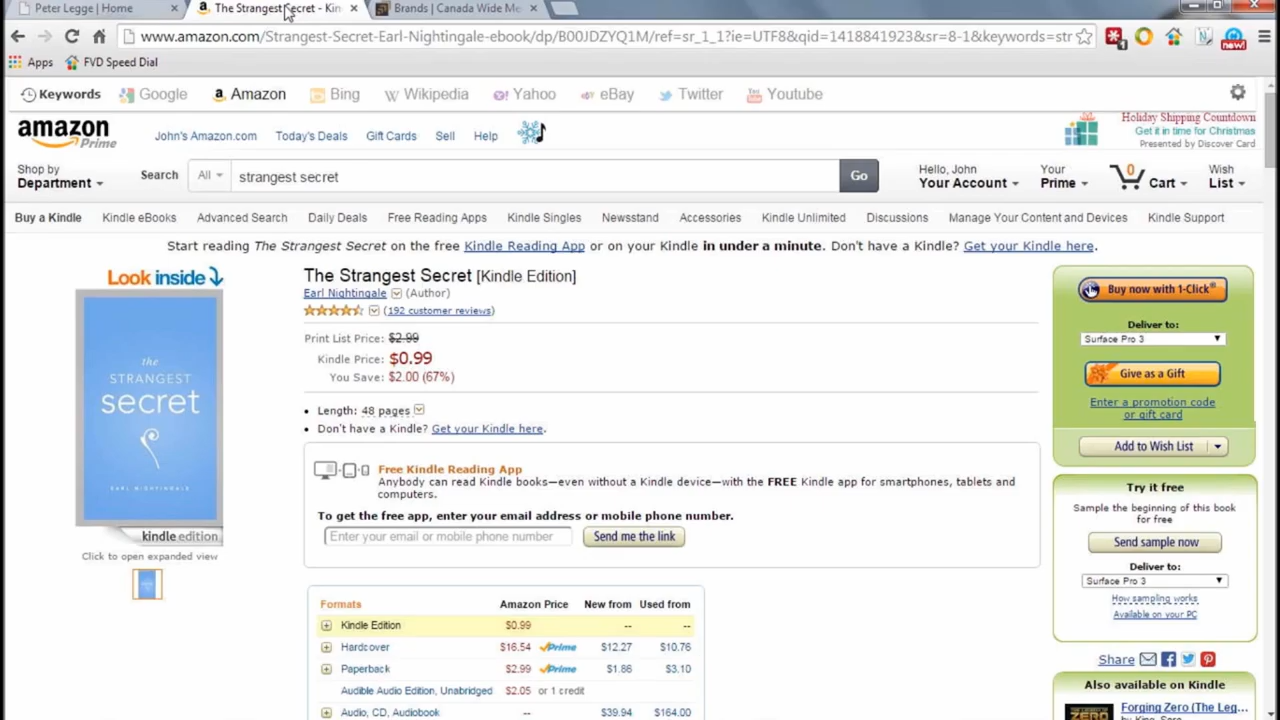 Peter Legge | Home
The Strangest Secret - Kin
Brands | Canada Wide Me
www.amazon.com/Strangest-Secret-Earl-Nightingale-ebook/dp/B00JDZYQ1M/ref=sr_1_1?ie=UTF8&qid=1418841923&sr=8-1&keywords=str
Apps FVD Speed Dial
Keywords Google Amazon Bing Wikipedia Yahoo eBay Twitter Youtube
amazon Prime
John's Amazon.com Today's Deals Gift Cards Sell Help
Holiday Shipping Countdown
Get it in time for Christmas
Presented by Discover Card
Shop by Department
Search All strangest secret Go
Hello, John Your Account
Your Prime
0 Cart
Wish List
Buy a Kindle Kindle eBooks Advanced Search Daily Deals Free Reading Apps Kindle Singles Newsstand Accessories Kindle Unlimited Discussions Manage Your Content and Devices Kindle Support
Start reading The Strangest Secret on the free Kindle Reading App or on your Kindle in under a minute. Don't have a Kindle? Get your Kindle here.
Look inside
the
STRANGEST
secret
EARL NIGHTINGALE
kindle edition
Click to open expanded view
The Strangest Secret [Kindle Edition]
Earl Nightingale (Author)
(192 customer reviews)
Print List Price: $2.99
Kindle Price: $0.99
You Save: $2.00 (67%)
Length: 48 pages
Don't have a Kindle? Get your Kindle here.
Free Kindle Reading App
Anybody can read Kindle books—even without a Kindle device—with the FREE Kindle app for smartphones, tablets and
computers.
To get the free app, enter your email address or mobile phone number.
Enter your email or mobile phone number Send me the link
Formats Amazon Price New from Used from
Kindle Edition $0.99 -- --
Hardcover $16.54 Prime $12.27 $10.76
Paperback $2.99 Prime $1.86 $3.10
Audible Audio Edition, Unabridged $2.05 or 1 credit
Audio, CD, Audiobook -- $39.94 $164.00
Buy now with 1-Click®
Deliver to:
Surface Pro 3
Give as a Gift
Enter a promotion code
or gift card
Add to Wish List
Try it free
Sample the beginning of this book
for free
Send sample now
Deliver to:
Surface Pro 3
How sampling works
Available on your PC
Share
Also available on Kindle
Forging Zero (The Leg...